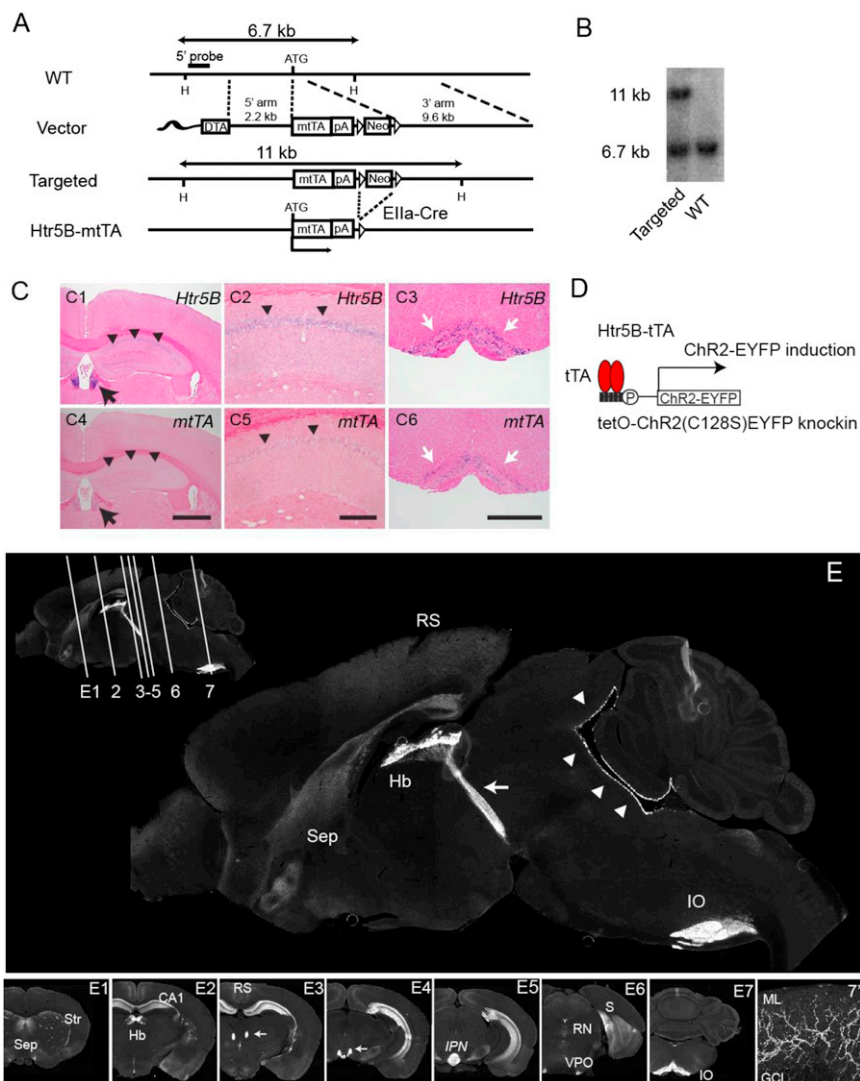 A
6.7 kb
5' probe
ATG
WT
H
H
5' arm
2.2 kb
3' arm
9.6 kb
Vector
DTA
mtTA
pA
Neo
11 kb
Targeted
mtTA
pA
Neo
H
H
ATG
EIIa-Cre
Htr5B-mtTA
mtTA
pA
B
11 kb
6.7 kb
Targeted
WT
C
C1
Htr5B
C2
Htr5B
C3
Htr5B
C4
mtTA
C5
mtTA
C6
mtTA
D
Htr5B-tTA
ChR2-EYFP induction
tTA
P
ChR2-EYFP
tetO-ChR2(C128S)EYFP knockin
E
E1
2
3-5
6
7
RS
Hb
Sep
IO
E1
Sep
Str
E2
CA1
Hb
E3
RS
E4
E5
IPN
E6
S
RN
VPO
E7
IO
7'
ML
GCL